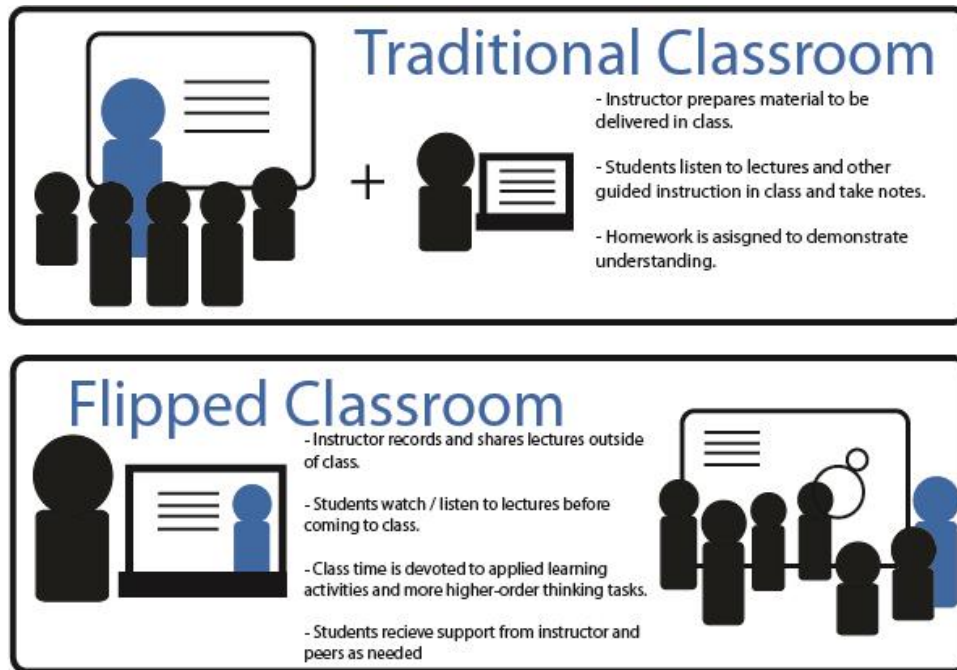 Traditional Classroom
- Instructor prepares material to be
delivered in class.
- Students listen to lectures and other
guided instruction in class and take notes.
- Homework is asisgned to demonstrate
understanding.
Flipped Classroom
- Instructor records and shares lectures outside
of class.
- Students watch / listen to lectures before
coming to class.
- Class time is devoted to applied learning
activities and more higher-order thinking tasks.
- Students recieve support from instructor and
peers as needed